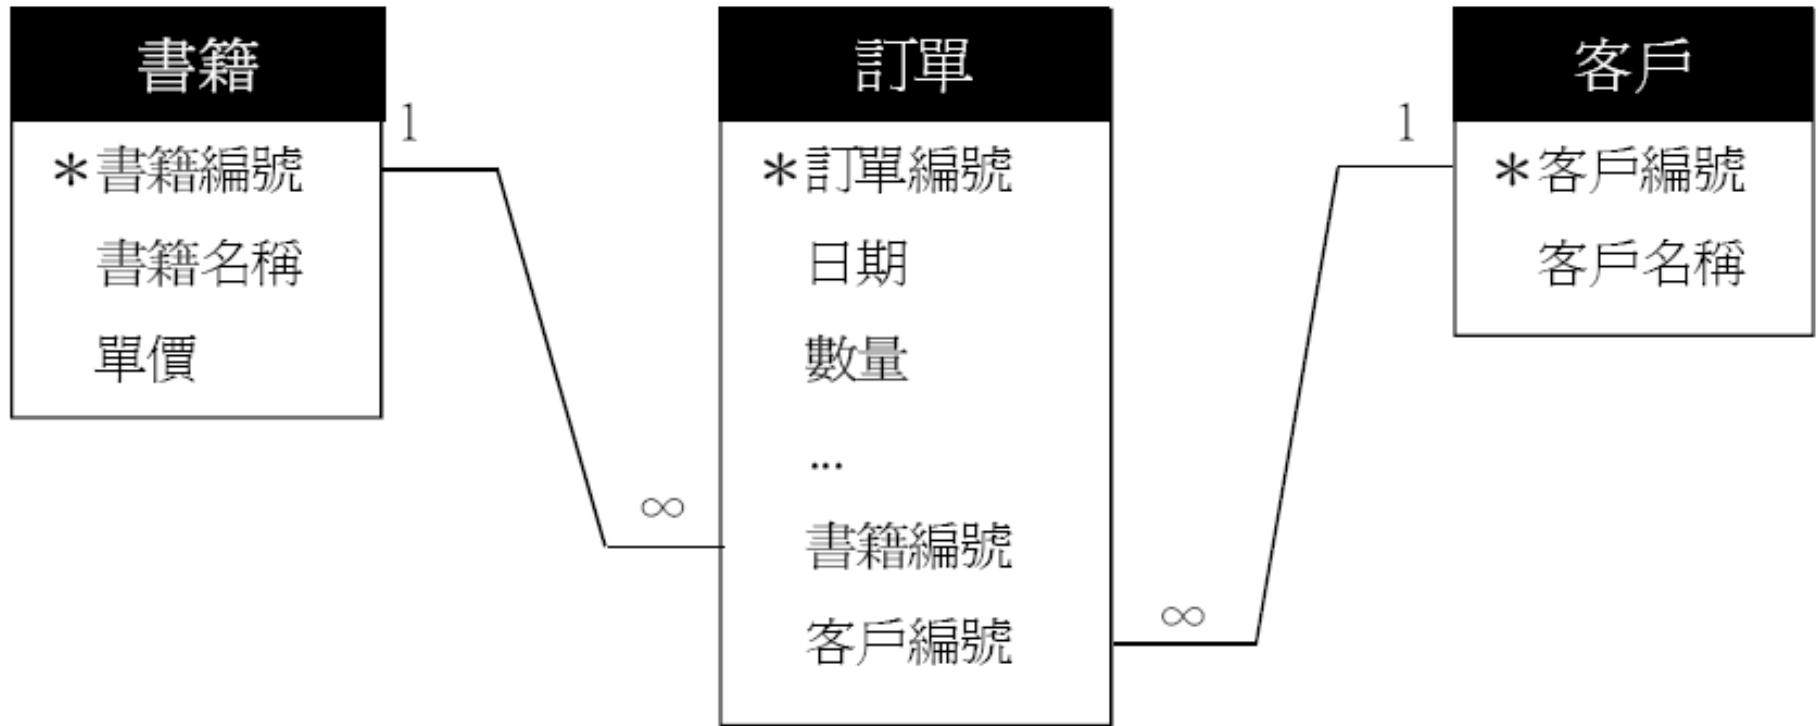 書籍
*書籍編號
書籍名稱
單價
1
∞
訂單
*訂單編號
日期
數量
...
書籍編號
客戶編號
∞
1
客戶
*客戶編號
客戶名稱